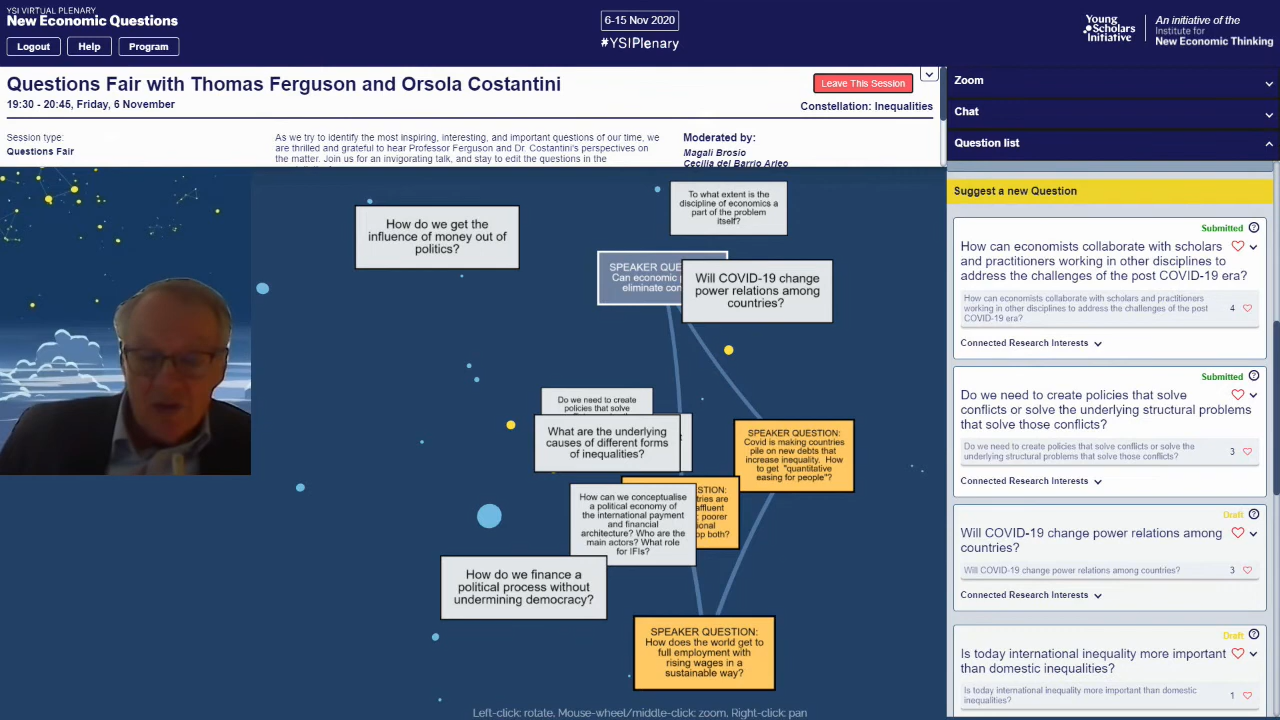 YSI VIRTUAL PLENARY
New Economic Questions
Logout
Help
Program
6-15 Nov 2020
#YSIPlenary
Young
Scholars
Initiative
An initiative of the
Institute for
New Economic Thinking
Questions Fair with Thomas Ferguson and Orsola Costantini
Leave This Session
19:30 - 20:45, Friday, 6 November
Constellation: Inequalities
Session type:
Questions Fair
As we try to identify the most inspiring, interesting, and important questions of our time, we
are thrilled and grateful to hear Professor Ferguson and Dr. Costantini's perspectives on
the matter. Join us for an invigorating talk, and stay to edit the questions in the
Moderated by:
Magali Brosio
Cecilia del Barrio Arleo
To what extent is the
discipline of economics a
part of the problem
itself?
How do we get the
influence of money out of
politics?
SPEAKER QUE
Can economic p
eliminate con
Will COVID-19 change
power relations among
countries?
Do we need to create
policies that solve
What are the underlying
causes of different forms
of inequalities?
SPEAKER QUESTION:
Covid is making countries
pile on new debts that
increase inequality. How
to get "quantitative
easing for people"?
How can we conceptualise
a political economy of
the international payment
and financial
architecture? Who are the
main actors? What role
for IFIs?
TION:
tries are
affluent
: poorer
ional
op both?
How do we finance a
political process without
undermining democracy?
SPEAKER QUESTION:
How does the world get to
full employment with
rising wages in a
sustainable way?
Left-click: rotate, Mouse-wheel/middle-click: zoom, Right-click: pan
Zoom
Chat
Question list
Suggest a new Question
Submitted
How can economists collaborate with scholars
and practitioners working in other disciplines to
address the challenges of the post COVID-19 era?
How can economists collaborate with scholars and practitioners
working in other disciplines to address the challenges of the post
COVID-19 era?
4
Connected Research Interests
Submitted
Do we need to create policies that solve
conflicts or solve the underlying structural problems
that solve those conflicts?
Do we need to create policies that solve conflicts or solve the
underlying structural problems that solve those conflicts?
3
Connected Research Interests
Draft
Will COVID-19 change power relations among
countries?
Will COVID-19 change power relations among countries?
3
Connected Research Interests
Draft
Is today international inequality more important
than domestic inequalities?
Is today international inequality more important than domestic
inequalities?
1